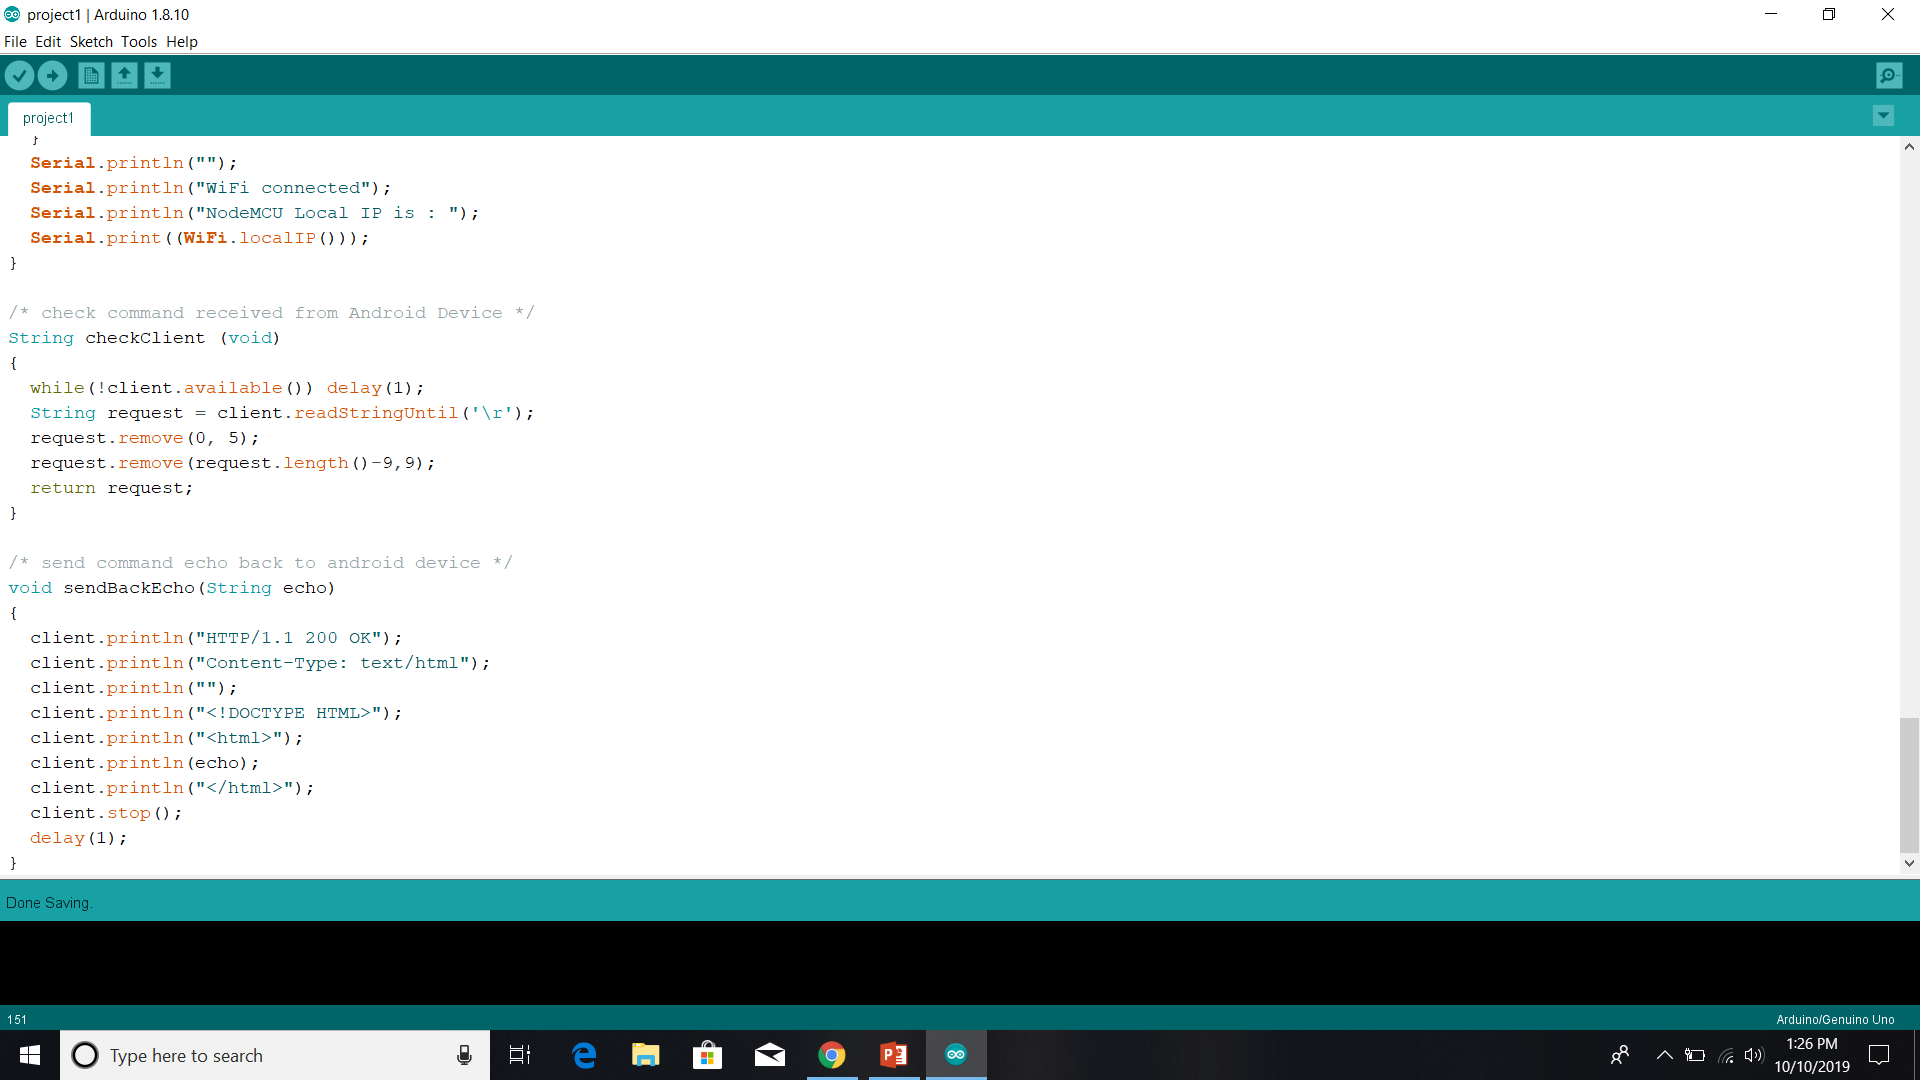 project1 | Arduino 1.8.10
File Edit Sketch Tools Help
project1
}
Serial.println("");
Serial.println("WiFi connected");
Serial.println("NodeMCU Local IP is : ");
Serial.print((WiFi.localIP()));
}
/* check command received from Android Device */
String checkClient (void)
{
while(!client.available()) delay(1);
String request = client.readStringUntil('\r');
request.remove(0, 5);
request.remove(request.length()-9,9);
return request;
}
/* send command echo back to android device */
void sendBackEcho(String echo)
{
client.println("HTTP/1.1 200 OK");
client.println("Content-Type: text/html");
client.println("");
client.println("<!DOCTYPE HTML>");
client.println("<html>");
client.println(echo);
client.println("</html>");
client.stop();
delay(1);
}
Done Saving.
151
Arduino/Genuino Uno
Type here to search
1:26 PM
10/10/2019